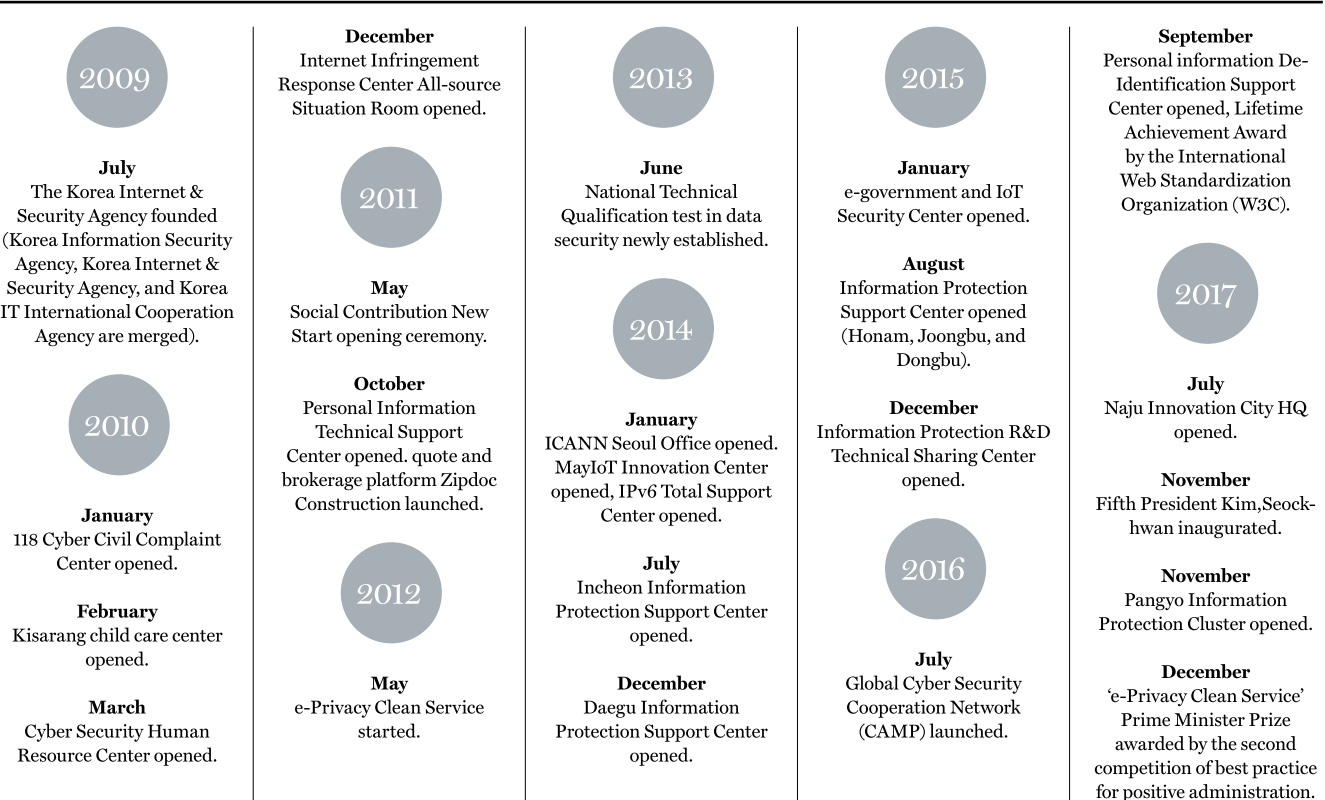 2009
July
The Korea Internet &
Security Agency founded
(Korea Information Security
Agency, Korea Internet &
Security Agency, and Korea
IT International Cooperation
Agency are merged).
2010
January
118 Cyber Civil Complaint
Center opened.
February
Kisarang child care center
opened.
March
Cyber Security Human
Resource Center opened.
December
Internet Infringement
Response Center All-source
Situation Room opened.
2011
May
Social Contribution New
Start opening ceremony.
October
Personal Information
Technical Support
Center opened. quote and
brokerage platform Zipdoc
Construction launched.
2012
May
e-Privacy Clean Service
started.
2013
June
National Technical
Qualification test in data
security newly established.
2014
January
ICANN Seoul Office opened.
MayIoT Innovation Center
opened, IPv6 Total Support
Center opened.
July
Incheon Information
Protection Support Center
opened.
December
Daegu Information
Protection Support Center
opened.
2015
January
e-government and IoT
Security Center opened.
August
Information Protection
Support Center opened
(Honam, Joongbu, and
Dongbu).
December
Information Protection R&D
Technical Sharing Center
opened.
2016
July
Global Cyber Security
Cooperation Network
(CAMP) launched.
September
Personal information De-
Identification Support
Center opened, Lifetime
Achievement Award
by the International
Web Standardization
Organization (W3C).
2017
July
Naju Innovation City HQ
opened.
November
Fifth President Kim,Seock-
hwan inaugurated.
November
Pangyo Information
Protection Cluster opened.
December
‘e-Privacy Clean Service’
Prime Minister Prize
awarded by the second
competition of best practice
for positive administration.